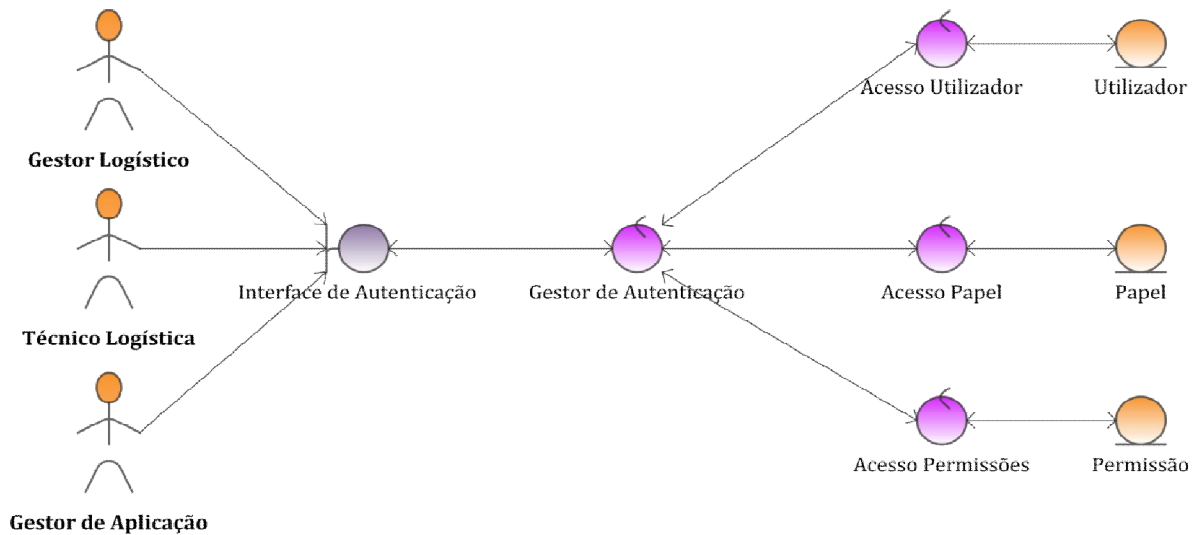 Acesso Utilizador
Utilizador
Gestor Logístico
Interface de Autenticação
Gestor de Autenticação
Acesso Papel
Papel
Técnico Logística
Acesso Permissões
Permissão
Gestor de Aplicação